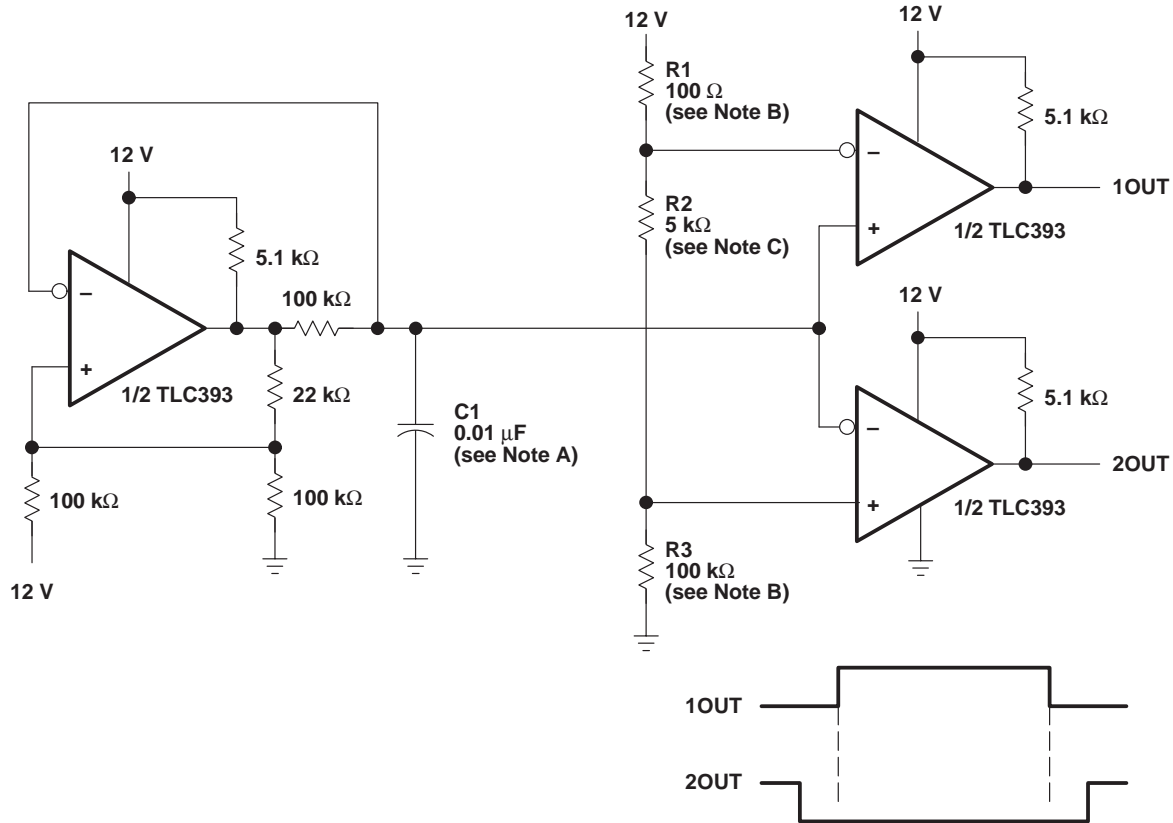 12 V
5.1 kΩ
100 kΩ
−
+
1/2 TLC393
22 kΩ
100 kΩ
100 kΩ
12 V
C1
0.01 μF
(see Note A)
12 V
R1
100 Ω
(see Note B)
R2
5 kΩ
(see Note C)
R3
100 kΩ
(see Note B)
12 V
5.1 kΩ
−
+
1OUT
1/2 TLC393
12 V
5.1 kΩ
−
+
2OUT
1/2 TLC393
1OUT
2OUT